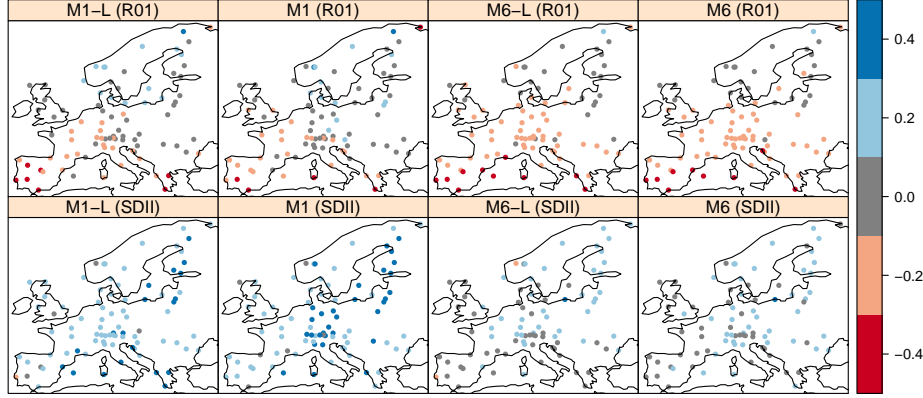 M1−L (R01) M1 (R01) M6−L (R01) M6 (R01)
M1−L (SDII) M1 (SDII) M6−L (SDII) M6 (SDII)
0.4
0.2
0.0
−0.2
−0.4